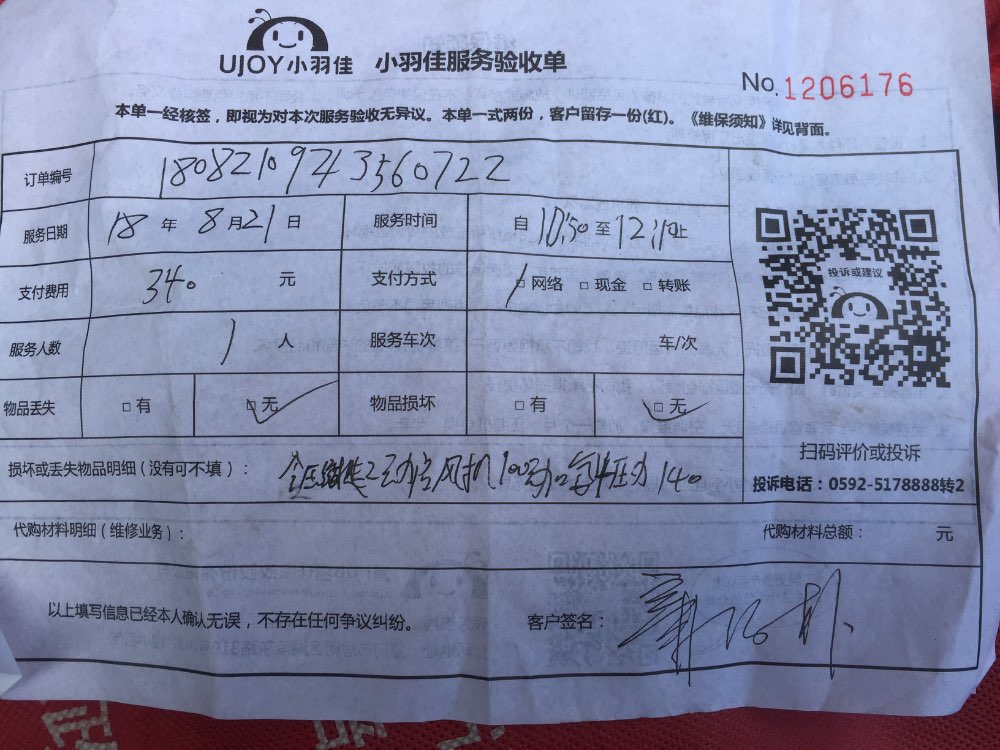 UJOY小羽佳 小羽佳服务验收单
No.1206176
本单一经核签，即视为对本次服务验收无异议。本单一式两份，客户留存一份(红)。《维保须知》详见背面。
订单编号 18082109243560722
服务日期 18 年 8 月 21 日 服务时间 自 10:50 至 12:10 止
支付费用 340 元 支付方式 □ 网络 □ 现金 □ 转账
服务人数 1 人 服务车次 车/次
物品丢失 □ 有 □ 无 物品损坏 □ 有 □ 无
投诉或建议
扫码评价或投诉
投诉电话：0592-5178888转2
损坏或丢失物品明细（没有可不填）： 风机 100 140
代购材料明细（维修业务）： 代购材料总额： 元
以上填写信息已经本人确认无误，不存在任何争议纠纷。 客户签名：